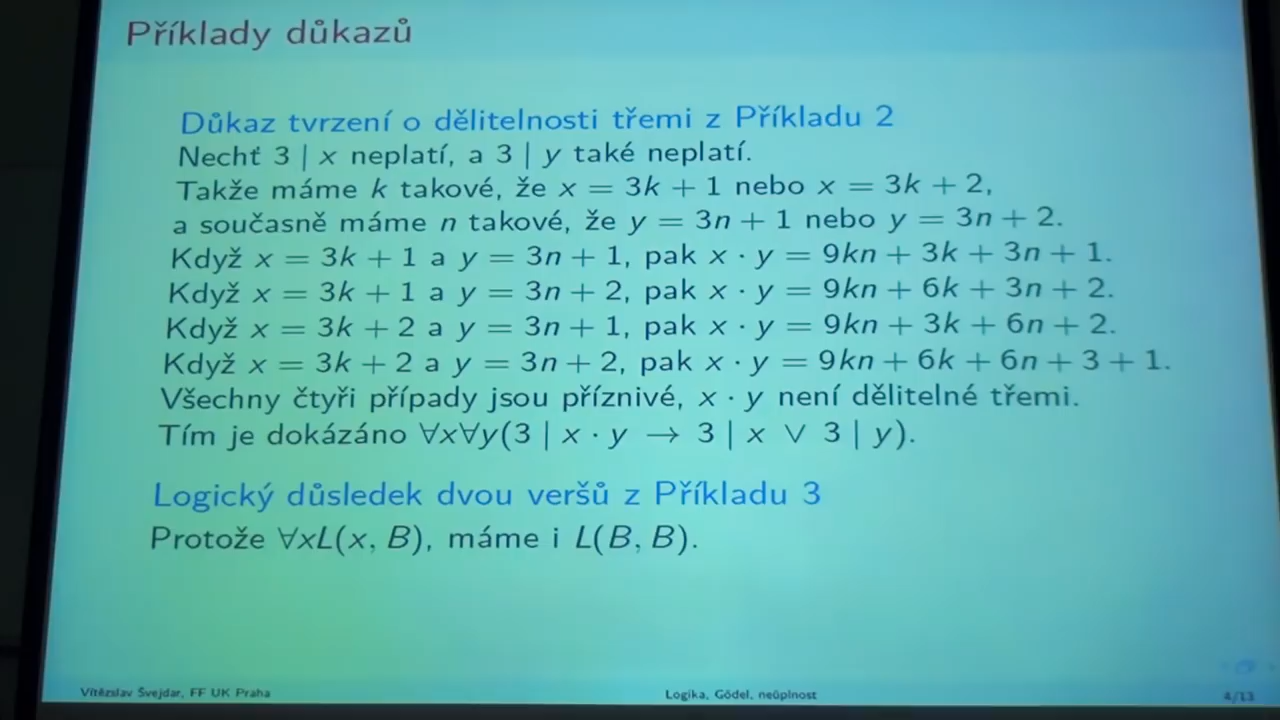 Příklady důkazů
Důkaz tvrzení o dělitelnosti třemi z Příkladu 2
Nechť 3 | x neplatí, a 3 | y také neplatí.
Takže máme k takové, že x = 3k + 1 nebo x = 3k + 2,
a současně máme n takové, že y = 3n + 1 nebo y = 3n + 2.
Když x = 3k + 1 a y = 3n + 1, pak x · y = 9kn + 3k + 3n + 1.
Když x = 3k + 1 a y = 3n + 2, pak x · y = 9kn + 6k + 3n + 2.
Když x = 3k + 2 a y = 3n + 1, pak x · y = 9kn + 3k + 6n + 2.
Když x = 3k + 2 a y = 3n + 2, pak x · y = 9kn + 6k + 6n + 3 + 1.
Všechny čtyři případy jsou příznivé, x · y není dělitelné třemi.
Tím je dokázáno ∀x∀y(3 | x · y → 3 | x ∨ 3 | y).
Logický důsledek dvou veršů z Příkladu 3
Protože ∀xL(x, B), máme i L(B, B).
Vítězslav Švejdar, FF UK Praha
Logika, Gödel, neúplnost
4/13